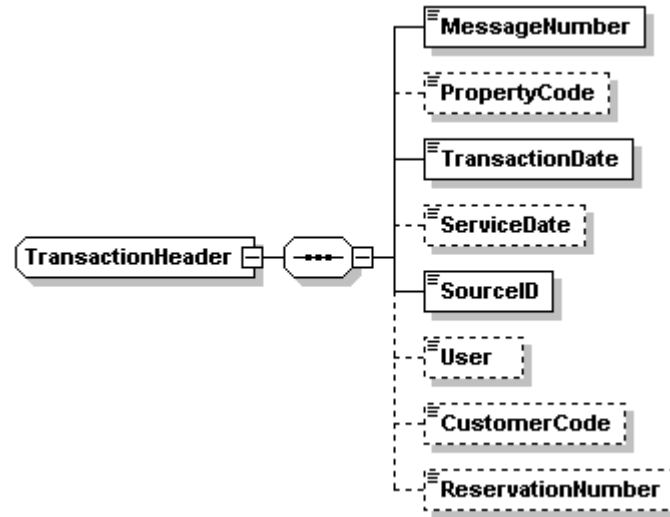 MessageNumber
PropertyCode
TransactionDate
ServiceDate
TransactionHeader
SourceID
User
CustomerCode
ReservationNumber